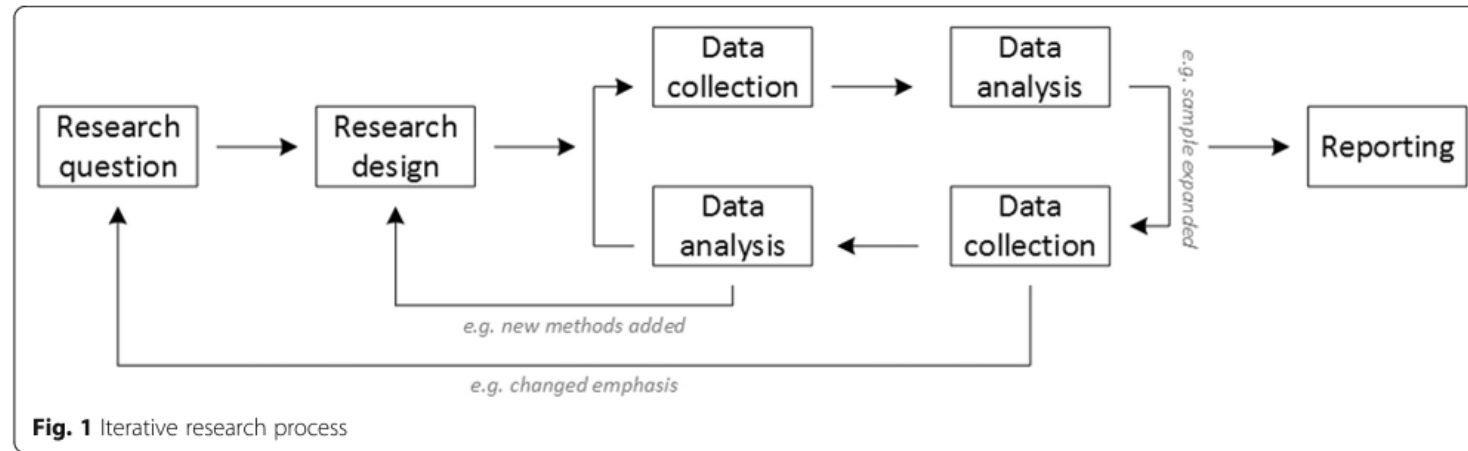 Research
question
Research
design
Data
collection
Data
analysis
e.g. sample expanded
Reporting
Data
analysis
Data
collection
e.g. new methods added
e.g. changed emphasis
Fig. 1 Iterative research process